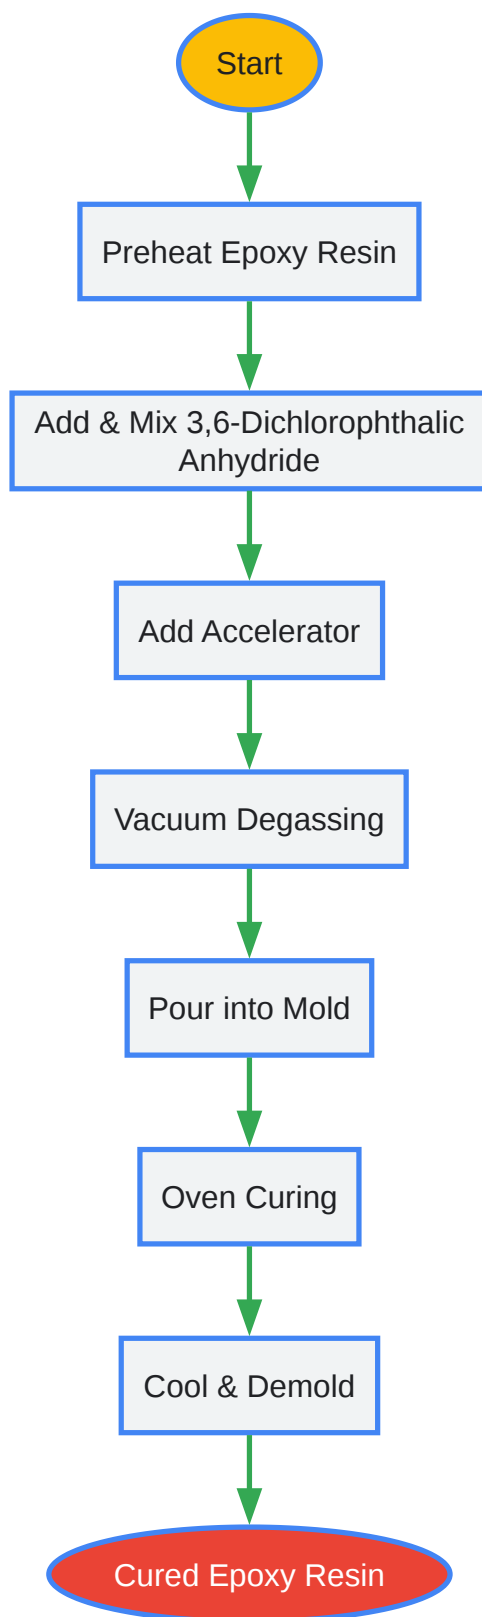 Start
Preheat Epoxy Resin
Add & Mix 3,6-Dichlorophthalic
Anhydride
Add Accelerator
Vacuum Degassing
Pour into Mold
Oven Curing
Cool & Demold
Cured Epoxy Resin